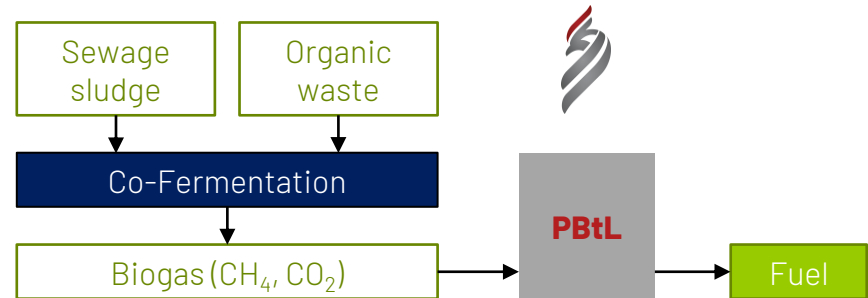 Sewage
sludge
Organic
waste
Co-Fermentation
Biogas (CH₄, CO₂)
PBtL
Fuel